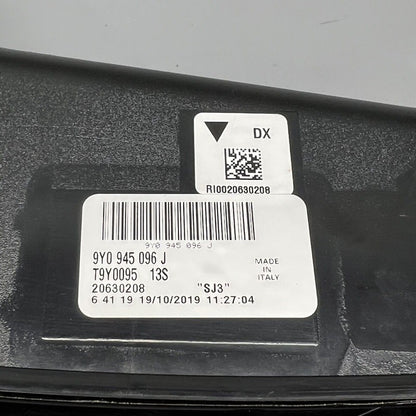 DX
RI0020630208
9Y0 945 096 J
9Y0 945 096 J
T9Y0095 13S
20630208 "SJ3"
6 41 19 19/10/2019 11:27:04
MADE
IN
ITALY